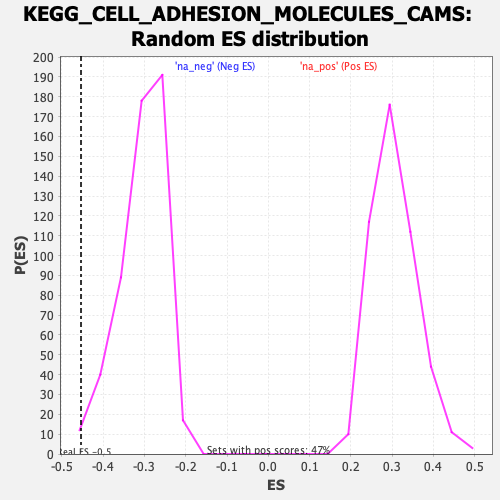 KEGG_CELL_ADHESION_MOLECULES_CAMS:
Random ES distribution
'na_neg' (Neg ES) 'na_pos' (Pos ES)
200
190
180
170
160
150
140
130
120
110
100
90
80
70
60
50
40
30
20
10
0
P(ES)
Real ES -0.5
Sets with pos scores: 47%
-0.5 -0.4 -0.3 -0.2 -0.1 0.0 0.1 0.2 0.3 0.4 0.5
ES